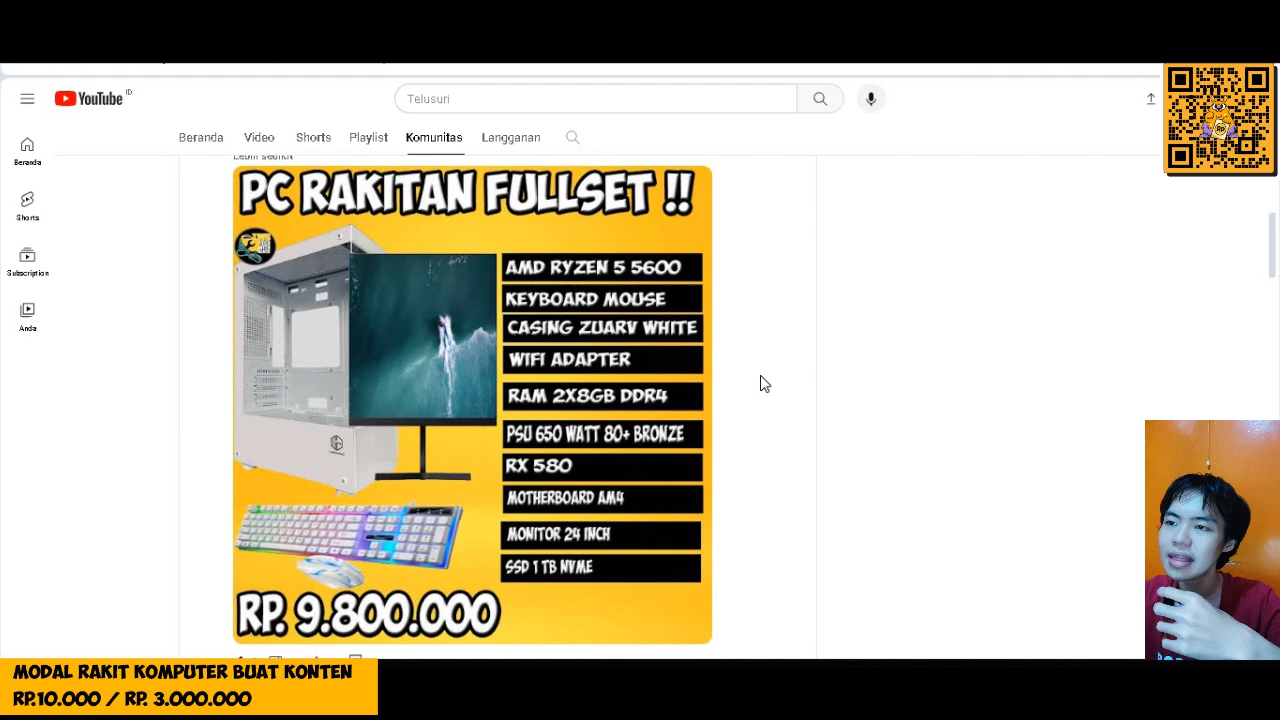 YouTube ID
Telusuri
Beranda Video Shorts Playlist Komunitas Langganan
Beranda
Shorts
Subscription
Anda
PC RAKITAN FULLSET !!
AMD RYZEN 5 5600
KEYBOARD MOUSE
CASING ZUARV WHITE
WIFI ADAPTER
RAM 2X8GB DDR4
PSU 650 WATT 80+ BRONZE
RX 580
MOTHERBOARD AM4
MONITOR 24 INCH
SSD 1 TB NVME
RP. 9.800.000
MODAL RAKIT KOMPUTER BUAT KONTEN
RP.10.000 / RP. 3.000.000